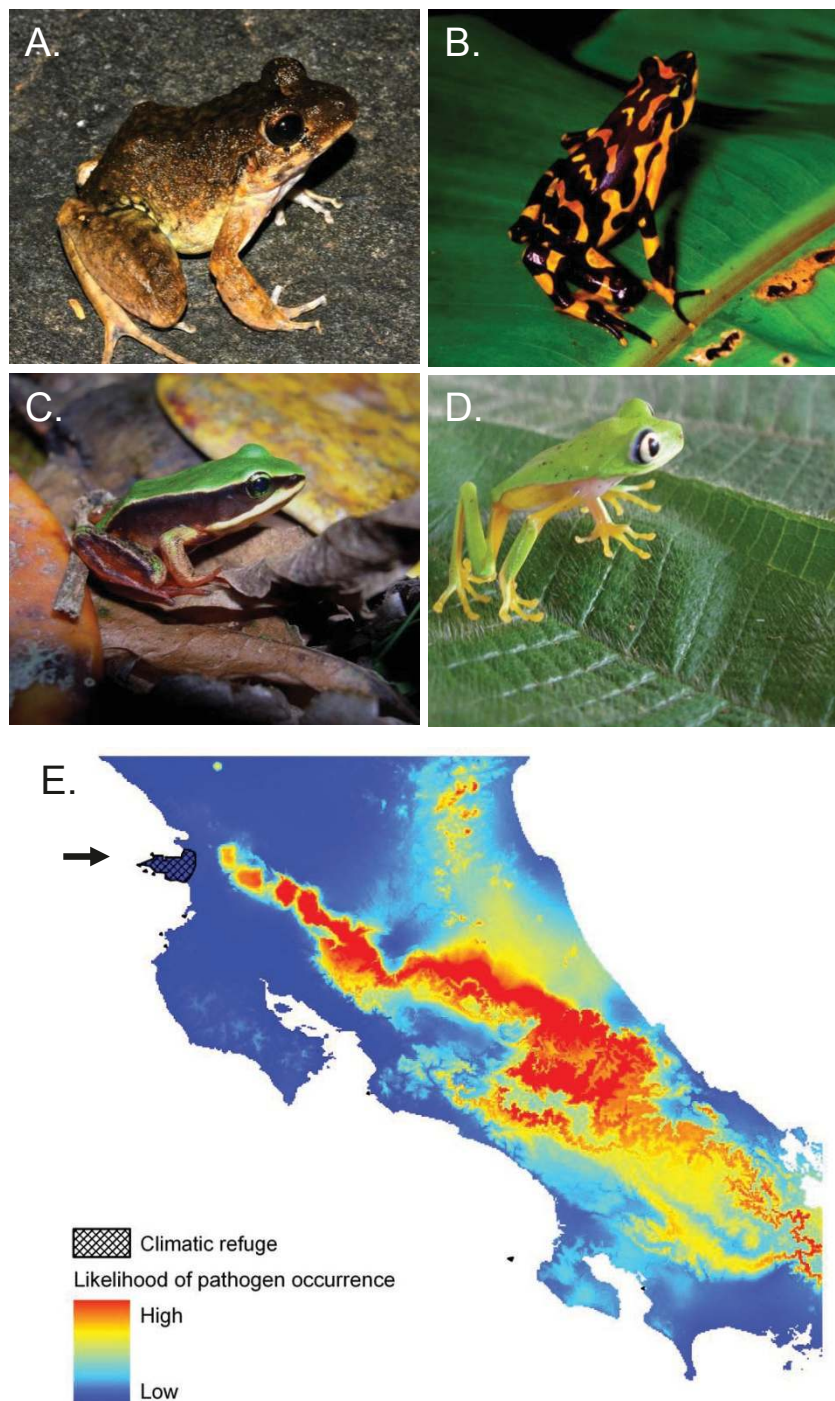 A.
B.
C.
D.
E.
Climatic refuge
Likelihood of pathogen occurrence
High
Low